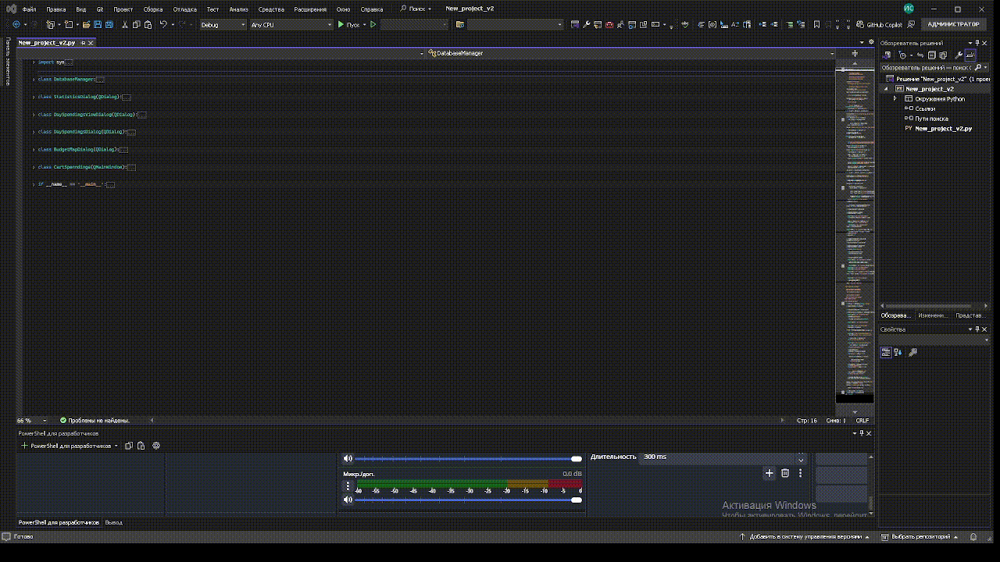 Файл Правка Вид Git Проект Сборка Отладка Тест Анализ Средства Расширения Окно Справка Поиск New_project_v2 ИС
Debug Any CPU Пуск GitHub Copilot АДМИНИСТРАТОР
Панель элементов
New_project_v2.py
DatabaseManager
import sys
class DatabaseManager:
class StatisticsDialog(QDialog):
class DaySpendingsViewDialog(QDialog):
class DaySpendingsDialog(QDialog):
class BudgetMapDialog(QDialog):
class CartSpenndings(QMainWindow):
if __name__ == "__main__":
Обозреватель решений
Обозреватель решений — поиск (
Решение "New_project_v2" (1 проек
New_project_v2
Окружения Python
Ссылки
Пути поиска
PY New_project_v2.py
Обозрева... Изменени... Представ...
Свойства
66 % Проблемы не найдены. Стр: 16 Симв: 1 CRLF
PowerShell для разработчиков
PowerShell для разработчиков
Длительность 300 ms
Микр./доп. 0.0 dB
-60 -55 -50 -45 -40 -35 -30 -25 -20 -15 -10 -5 0
Активация Windows
Чтобы активировать Windows, перейдит
PowerShell для разработчиков Вывод
Готово Добавить в систему управления версиями Выбрать репозиторий